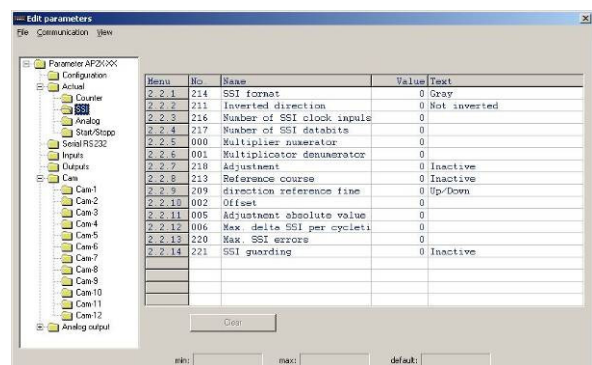 Edit parameters
File Communication View
Parameter AP2X-XX
Configuration
Actual
Counter
SSI
Analog
Start/Stopp
Serial RS232
Inputs
Outputs
Cam
Cam-1
Cam-2
Cam-3
Cam-4
Cam-5
Cam-6
Cam-7
Cam-8
Cam-9
Cam-10
Cam-11
Cam-12
Analog output
Menu No. Name Value Text
2.2.1 214 SSI format 0 Gray
2.2.2 211 Inverted direction 0 Not inverted
2.2.3 216 Number of SSI clock inpuls 0
2.2.4 217 Number of SSI databits 0
2.2.5 000 Multiplier numerator 0
2.2.6 001 Multiplicator denumerator 0
2.2.7 218 Adjustment 0 Inactive
2.2.8 213 Reference course 0 Inactive
2.2.9 209 direction reference fine 0 Up/Down
2.2.10 002 Offset 0
2.2.11 005 Adjustment absolute value 0
2.2.12 006 Max. delta SSI per cycleti 0
2.2.13 220 Max. SSI errors 0
2.2.14 221 SSI guarding 0 Inactive
Clear
min: max: default: